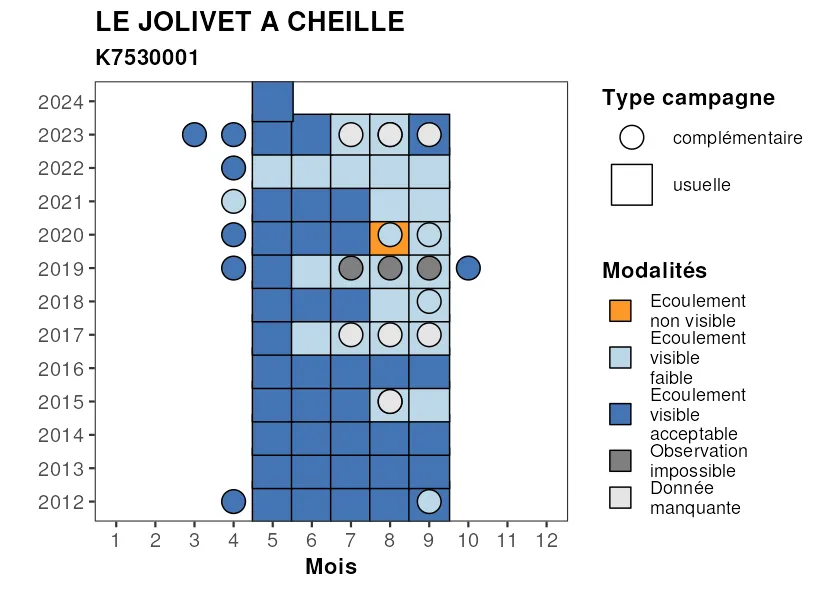 LE JOLIVET A CHEILLE
K7530001
2024
2023
2022
2021
2020
2019
2018
2017
2016
2015
2014
2013
2012
1 2 3 4 5 6 7 8 9 10 11 12
Mois
Type campagne
complémentaire
usuelle
Modalités
Ecoulement
non visible
Ecoulement
visible
faible
Ecoulement
visible
acceptable
Observation
impossible
Donnée
manquante